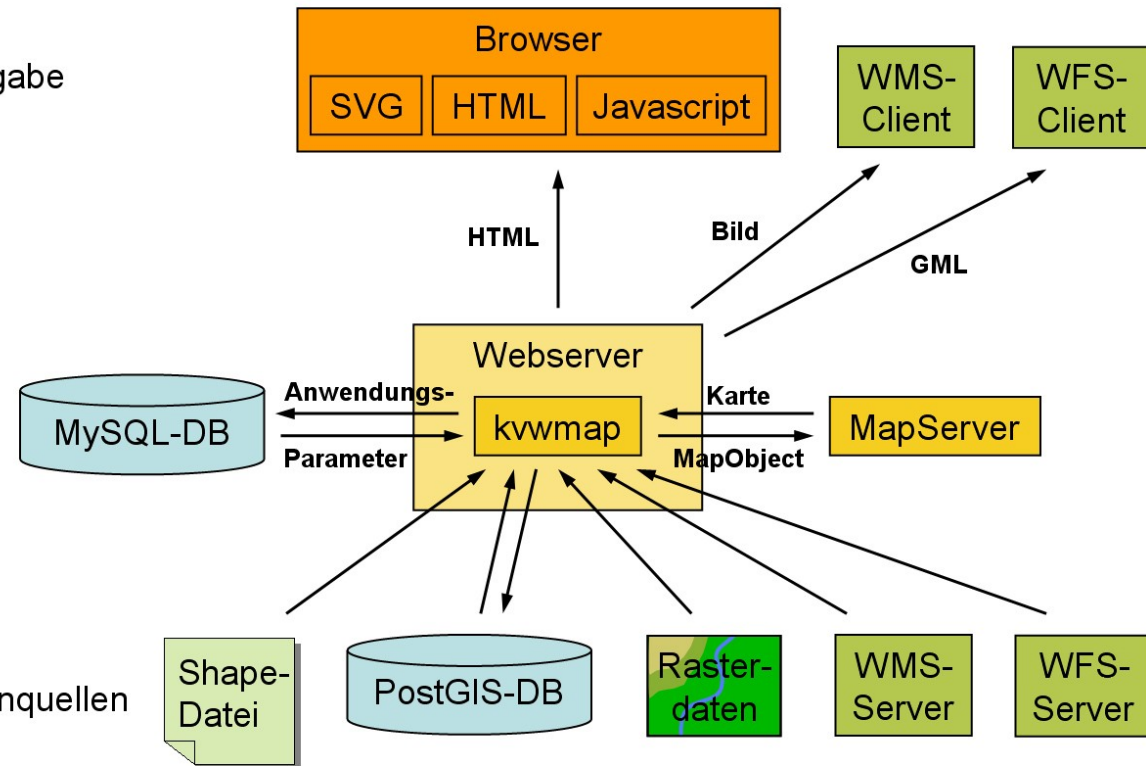 Browser
SVG HTML Javascript
WMS-
Client
WFS-
Client
gabe
HTML
Bild
GML
Webserver
kvwmap
MySQL-DB
Anwendungs-
Parameter
Karte
MapObject
MapServer
nquellen
Shape-
Datei
PostGIS-DB
Raster-
daten
WMS-
Server
WFS-
Server